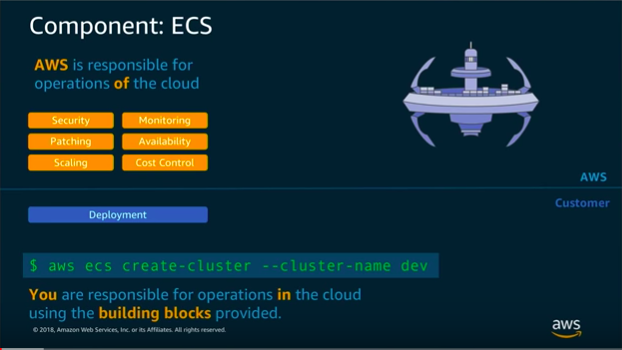 Component: ECS
AWS is responsible for
operations of the cloud
Security
Monitoring
Patching
Availability
Scaling
Cost Control
AWS
Customer
Deployment
$ aws ecs create-cluster --cluster-name dev
You are responsible for operations in the cloud
using the building blocks provided.
© 2018, Amazon Web Services, Inc. or its Affiliates. All rights reserved.
aws